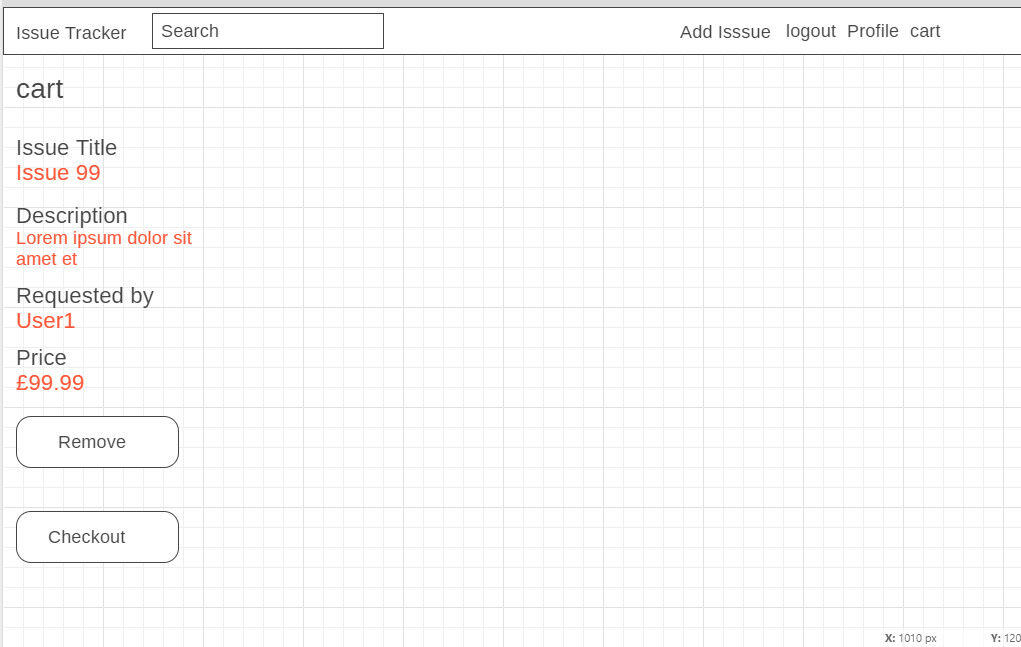 Issue Tracker Search Add Isssue logout Profile cart
cart
Issue Title
Issue 99
Description
Lorem ipsum dolor sit
amet et
Requested by
User1
Price
£99.99
Remove
Checkout
X: 1010 px Y: 120